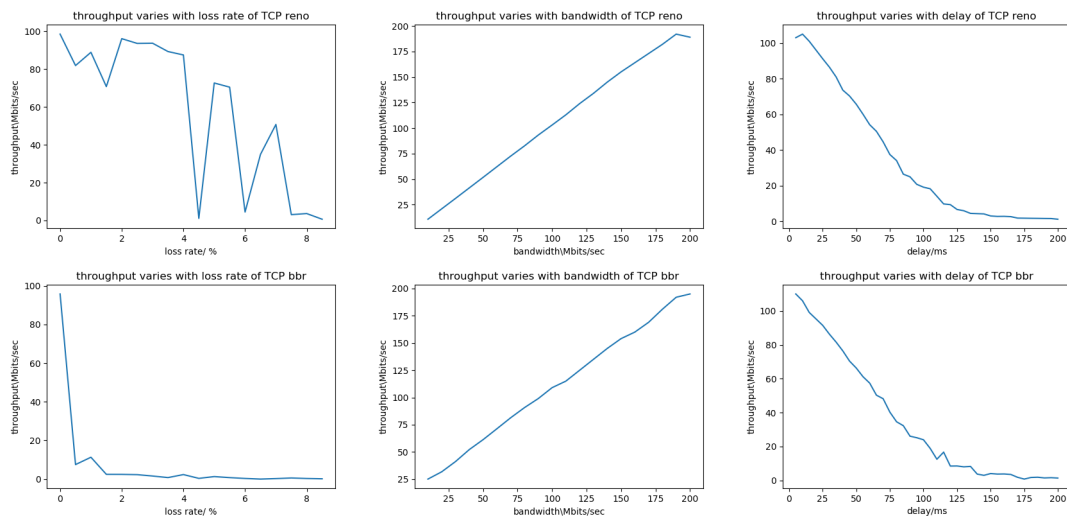 throughput varies with loss rate of TCP reno
throughput\Mbits/sec
100
80
60
40
20
0
0 2 4 6 8
loss rate/ %
throughput varies with bandwidth of TCP reno
throughput\Mbits/sec
200
175
150
125
100
75
50
25
25 50 75 100 125 150 175 200
bandwidth\Mbits/sec
throughput varies with delay of TCP reno
throughput\Mbits/sec
100
80
60
40
20
0
0 25 50 75 100 125 150 175 200
delay/ms
throughput varies with loss rate of TCP bbr
throughput\Mbits/sec
100
80
60
40
20
0
0 2 4 6 8
loss rate/ %
throughput varies with bandwidth of TCP bbr
throughput\Mbits/sec
200
175
150
125
100
75
50
25
25 50 75 100 125 150 175 200
bandwidth\Mbits/sec
throughput varies with delay of TCP bbr
throughput\Mbits/sec
100
80
60
40
20
0
0 25 50 75 100 125 150 175 200
delay/ms